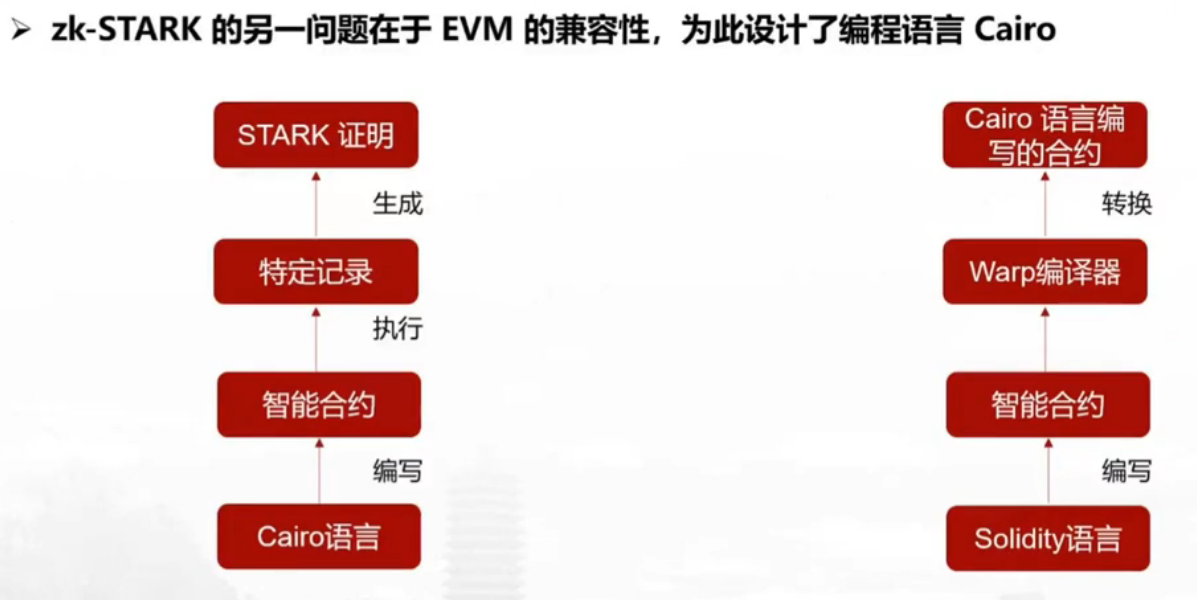 ➢ zk-STARK 的另一问题在于 EVM 的兼容性，为此设计了编程语言 Cairo
STARK 证明
生成
特定记录
执行
智能合约
编写
Cairo语言
Cairo 语言编
写的合约
转换
Warp编译器
智能合约
编写
Solidity语言